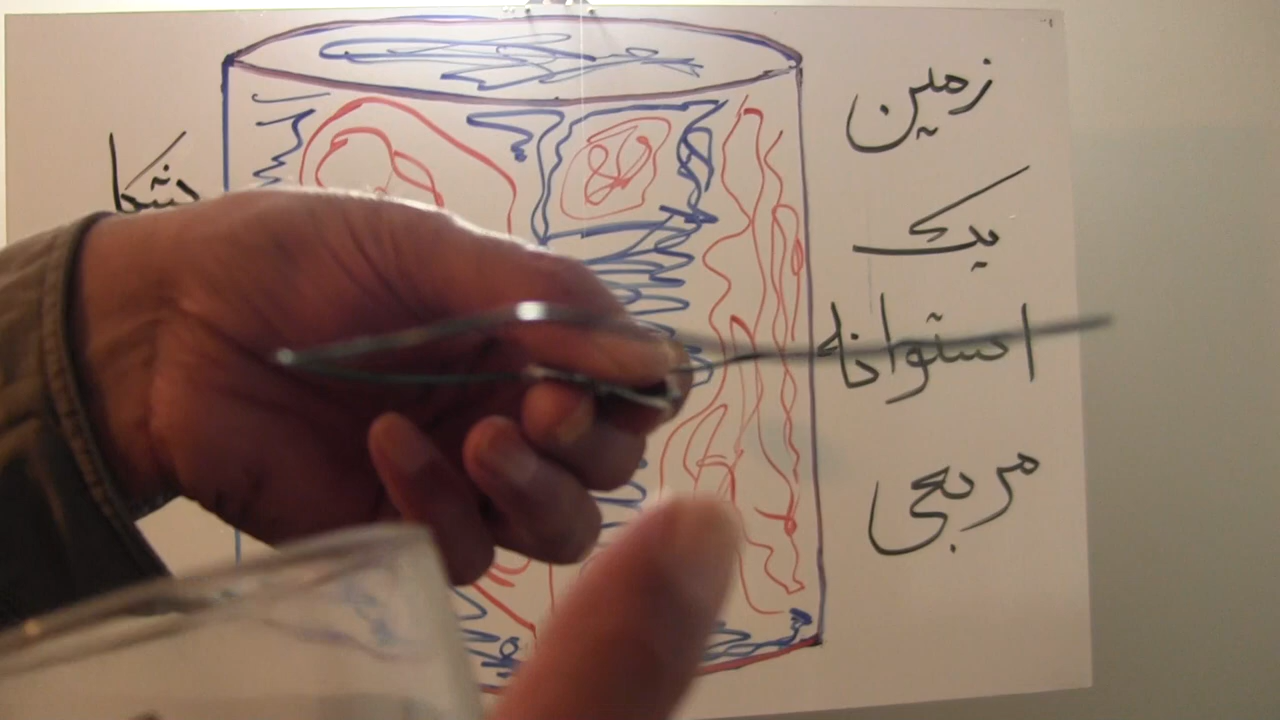 زمین
یک
استوانه
مربعی